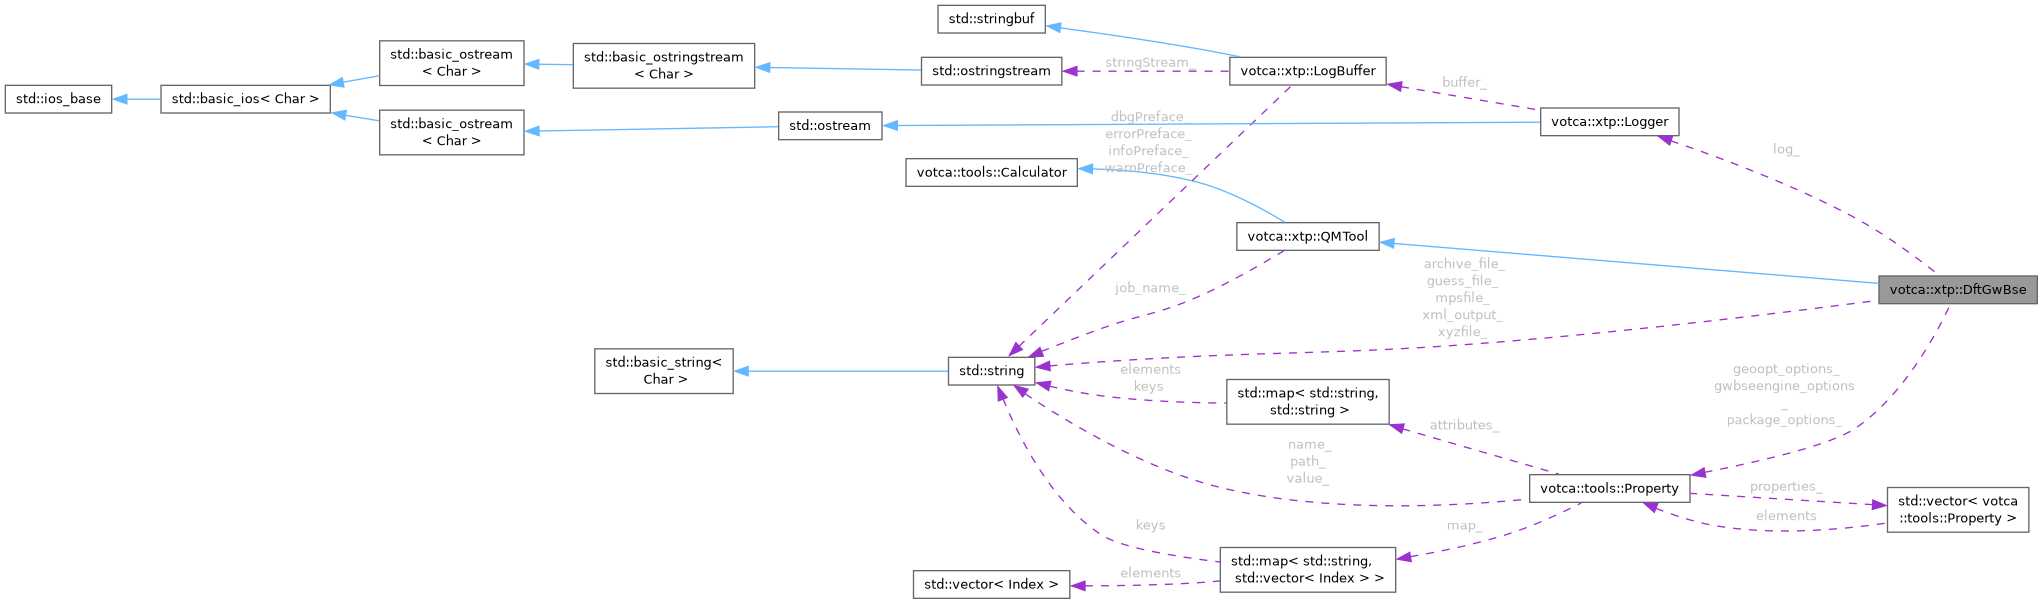 std::stringbuf
std::basic_ostream
< Char >
std::basic_ostringstream
< Char >
std::ostringstream
stringStream_
votca::xtp::LogBuffer
buffer_
std::ios_base
std::basic_ios< Char >
std::basic_ostream
< Char >
std::ostream
dbgPreface_
errorPreface_
infoPreface_
warnPreface_
votca::xtp::Logger
log_
votca::tools::Calculator
votca::xtp::QMTool
job_name_
archive_file_
guess_file_
mpsfile_
xml_output_
xyzfile_
votca::xtp::DftGwBse
std::basic_string<
Char >
std::string
elements
keys
std::map< std::string,
std::string >
attributes_
geoopt_options_
gwbseengine_options
_
package_options_
name_
path_
value_
votca::tools::Property
properties_
elements
std::vector< votca
::tools::Property >
keys
map_
std::vector< Index >
elements
std::map< std::string,
std::vector< Index > >